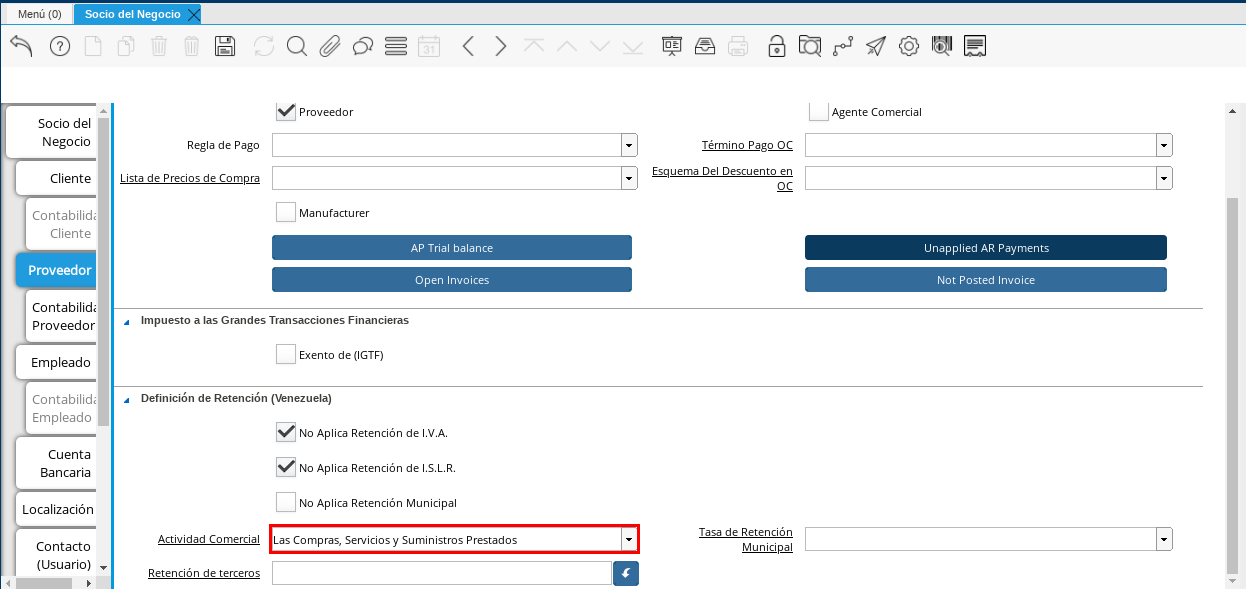 Menú (0)
Socio del Negocio
31
Socio del
Negocio
Cliente
Contabilida
Cliente
Proveedor
Contabilida
Proveedor
Empleado
Contabilida
Empleado
Cuenta
Bancaria
Localización
Contacto
(Usuario)
Proveedor
Agente Comercial
Regla de Pago
Término Pago OC
Lista de Precios de Compra
Esquema Del Descuento en
OC
Manufacturer
AP Trial balance
Unapplied AR Payments
Open Invoices
Not Posted Invoice
Impuesto a las Grandes Transacciones Financieras
Exento de (IGTF)
Definición de Retención (Venezuela)
No Aplica Retención de I.V.A.
No Aplica Retención de I.S.L.R.
No Aplica Retención Municipal
Actividad Comercial
Las Compras, Servicios y Suministros Prestados
Tasa de Retención
Municipal
Retención de terceros